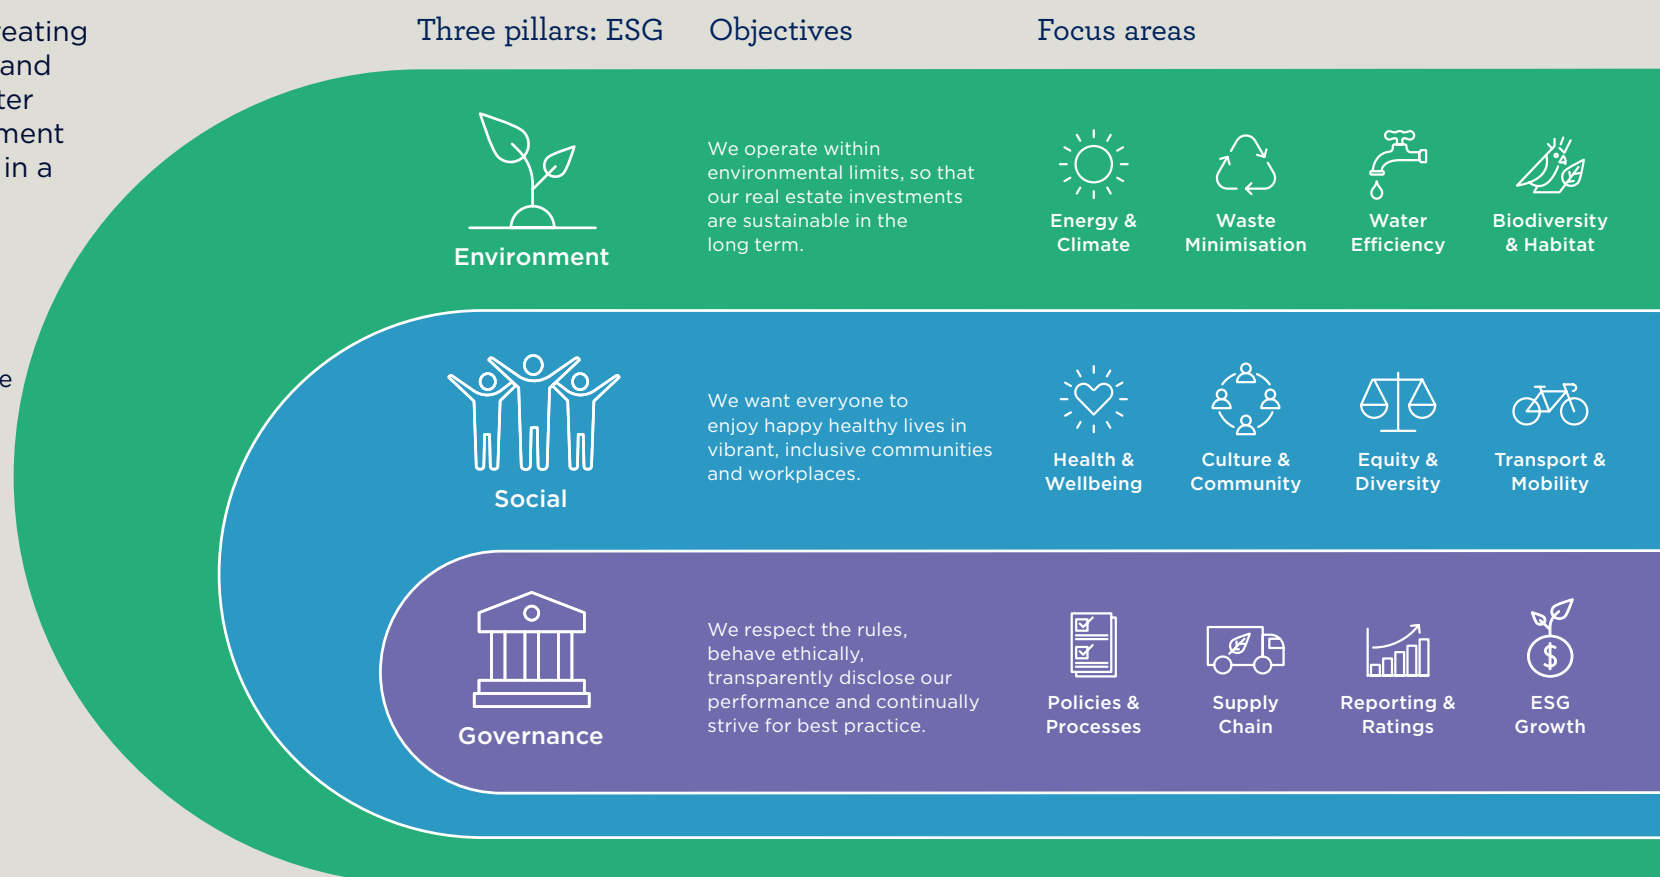 eating
and
ter
ment
in a
e
Three pillars: ESG
Objectives
Focus areas
Environment
We operate within
environmental limits, so that
our real estate investments
are sustainable in the
long term.
Energy &
Climate
Waste
Minimisation
Water
Efficiency
Biodiversity
& Habitat
Social
We want everyone to
enjoy happy healthy lives in
vibrant, inclusive communities
and workplaces.
Health &
Wellbeing
Culture &
Community
Equity &
Diversity
Transport &
Mobility
Governance
We respect the rules,
behave ethically,
transparently disclose our
performance and continually
strive for best practice.
Policies &
Processes
Supply
Chain
Reporting &
Ratings
$
ESG
Growth